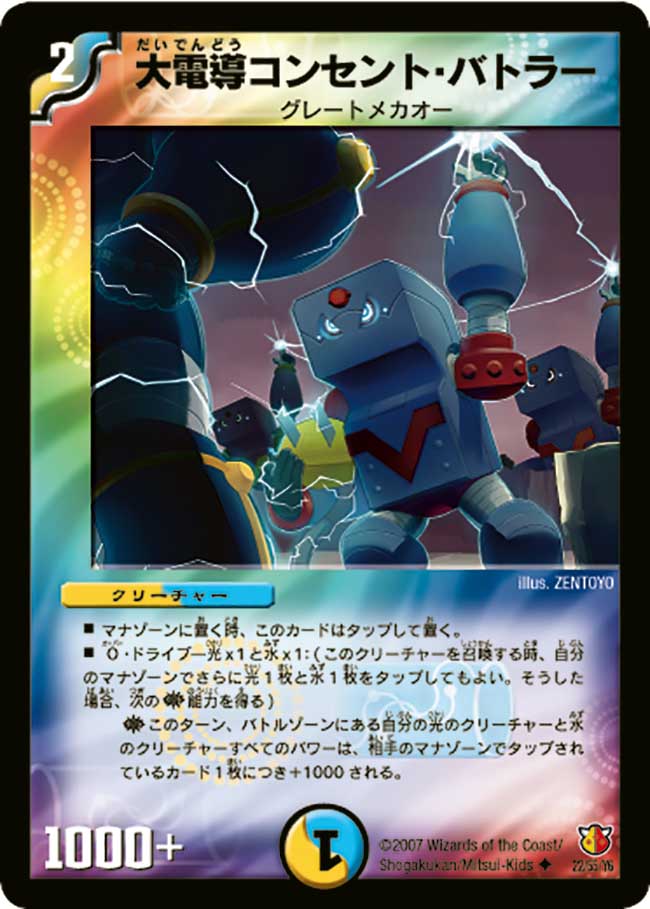 2
だいでんどう
大電導コンセント・バトラー
グレートメカオー
illus. ZENTOYO
クリーチャー
■ マナゾーンに置く時、このカードはタップして置く。
■ O・ドライブ―光x1と水x1:(このクリーチャーを召喚する時、自分
のマナゾーンでさらに光1枚と水1枚をタップしてもよい。そうした
場合、次の能力を得る)
このターン、バトルゾーンにある自分の光のクリーチャーと水
のクリーチャーすべてのパワーは、相手のマナゾーンでタップされ
ているカード1枚につき+1000される。
1000+
1
©2007 Wizards of the Coast/
Shogakukan/Mitsui-Kids ◆ 22/55/Y6